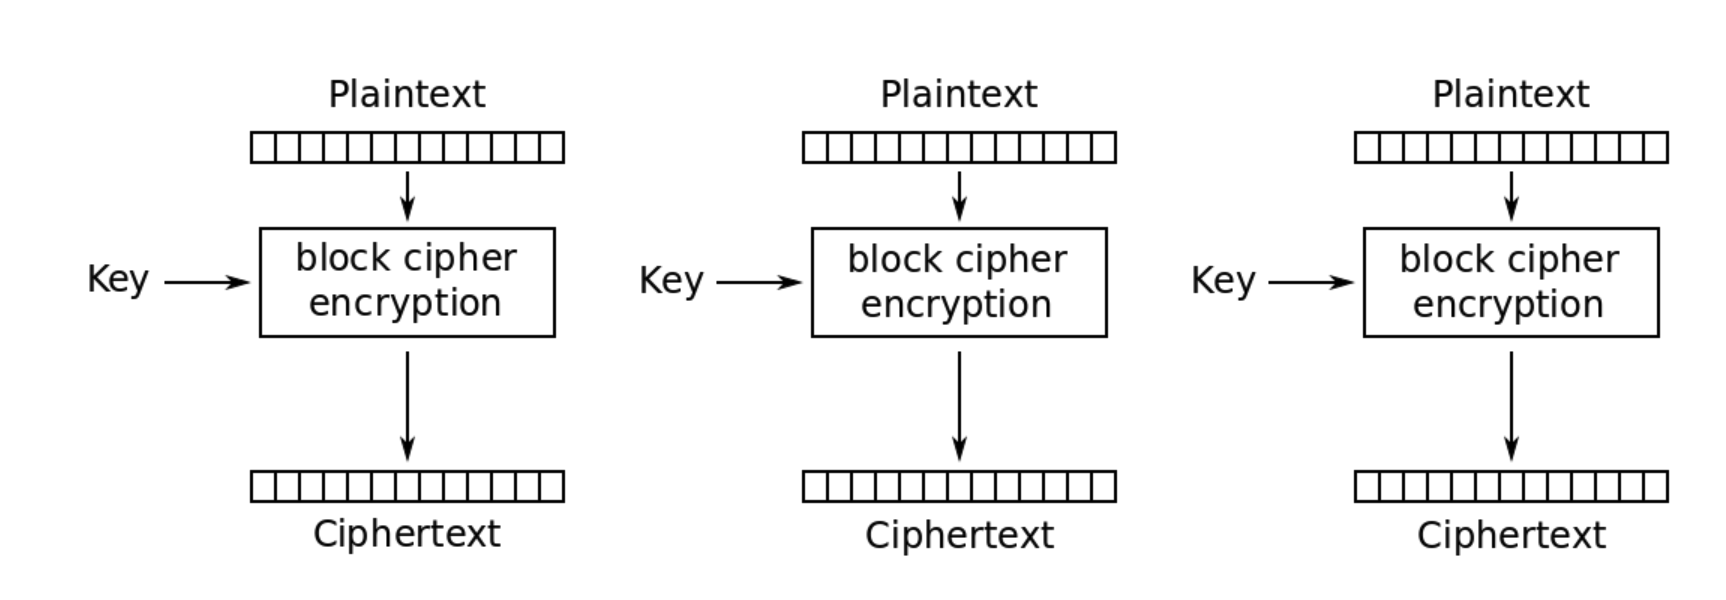 Plaintext
Plaintext
Plaintext
Key
block cipher
encryption
Key
block cipher
encryption
Key
block cipher
encryption
Ciphertext
Ciphertext
Ciphertext